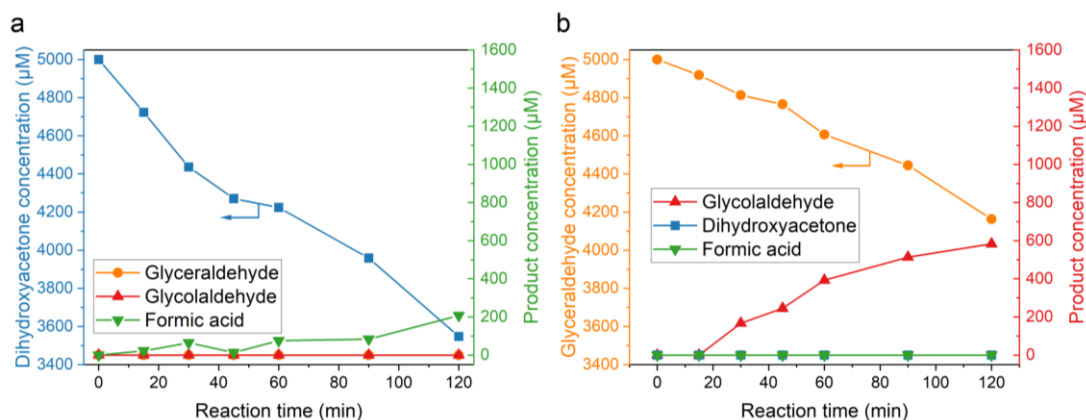 a
Dihydroxyacetone concentration (μM)
5000
4800
4600
4400
4200
4000
3800
3600
3400
Glyceraldehyde
Glycolaldehyde
Formic acid
1600
1400
1200
1000
800
600
400
200
0
Product concentration (μM)
0 20 40 60 80 100 120
Reaction time (min)
b
Glyceraldehyde concentration (μM)
5000
4800
4600
4400
4200
4000
3800
3600
3400
Glycolaldehyde
Dihydroxyacetone
Formic acid
1600
1400
1200
1000
800
600
400
200
0
Product concentration (μM)
0 20 40 60 80 100 120
Reaction time (min)